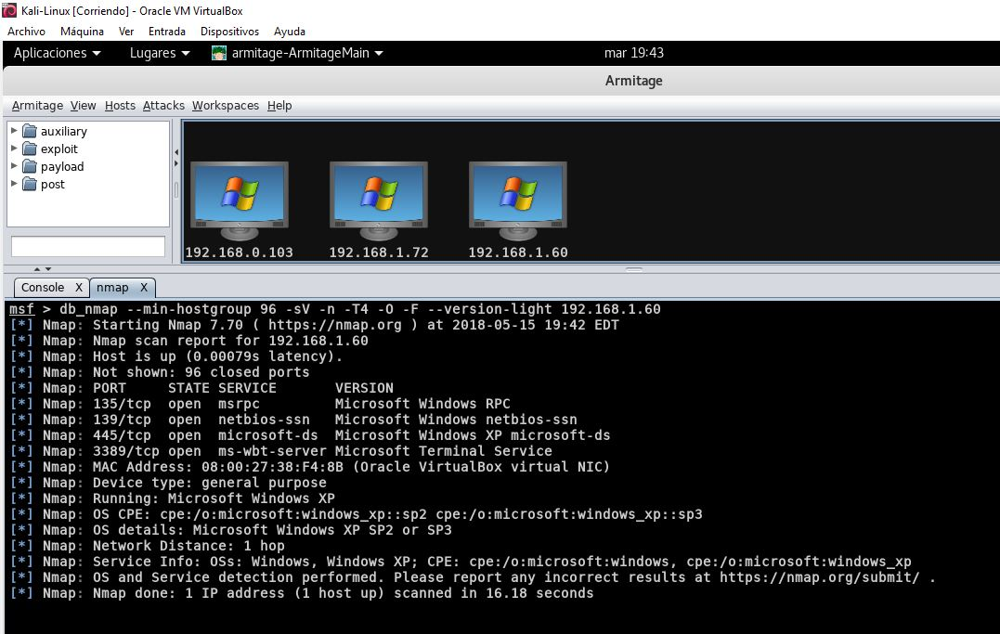 Kali-Linux [Corriendo] - Oracle VM VirtualBox
Archivo Máquina Ver Entrada Dispositivos Ayuda
Aplicaciones Lugares armitage-ArmitageMain mar 19:43
Armitage
Armitage View Hosts Attacks Workspaces Help
auxiliary
exploit
payload
post
192.168.0.103 192.168.1.72 192.168.1.60
Console X nmap X
msf > db_nmap --min-hostgroup 96 -sV -n -T4 -O -F --version-light 192.168.1.60
[*] Nmap: Starting Nmap 7.70 ( https://nmap.org ) at 2018-05-15 19:42 EDT
[*] Nmap: Nmap scan report for 192.168.1.60
[*] Nmap: Host is up (0.00079s latency).
[*] Nmap: Not shown: 96 closed ports
[*] Nmap: PORT     STATE SERVICE       VERSION
[*] Nmap: 135/tcp  open  msrpc         Microsoft Windows RPC
[*] Nmap: 139/tcp  open  netbios-ssn   Microsoft Windows netbios-ssn
[*] Nmap: 445/tcp  open  microsoft-ds  Microsoft Windows XP microsoft-ds
[*] Nmap: 3389/tcp open  ms-wbt-server Microsoft Terminal Service
[*] Nmap: MAC Address: 08:00:27:38:F4:8B (Oracle VirtualBox virtual NIC)
[*] Nmap: Device type: general purpose
[*] Nmap: Running: Microsoft Windows XP
[*] Nmap: OS CPE: cpe:/o:microsoft:windows_xp::sp2 cpe:/o:microsoft:windows_xp::sp3
[*] Nmap: OS details: Microsoft Windows XP SP2 or SP3
[*] Nmap: Network Distance: 1 hop
[*] Nmap: Service Info: OSs: Windows, Windows XP; CPE: cpe:/o:microsoft:windows, cpe:/o:microsoft:windows_xp
[*] Nmap: OS and Service detection performed. Please report any incorrect results at https://nmap.org/submit/ .
[*] Nmap: Nmap done: 1 IP address (1 host up) scanned in 16.18 seconds